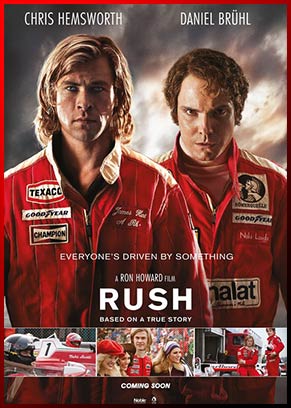 CHRIS HEMSWORTH DANIEL BRÜHL
TEXACO
GOODYEAR
CHAMPION
GOODYEAR
EVERYONE'S DRIVEN BY SOMETHING
A RON HOWARD FILM
RUSH
BASED ON A TRUE STORY
COMING SOON